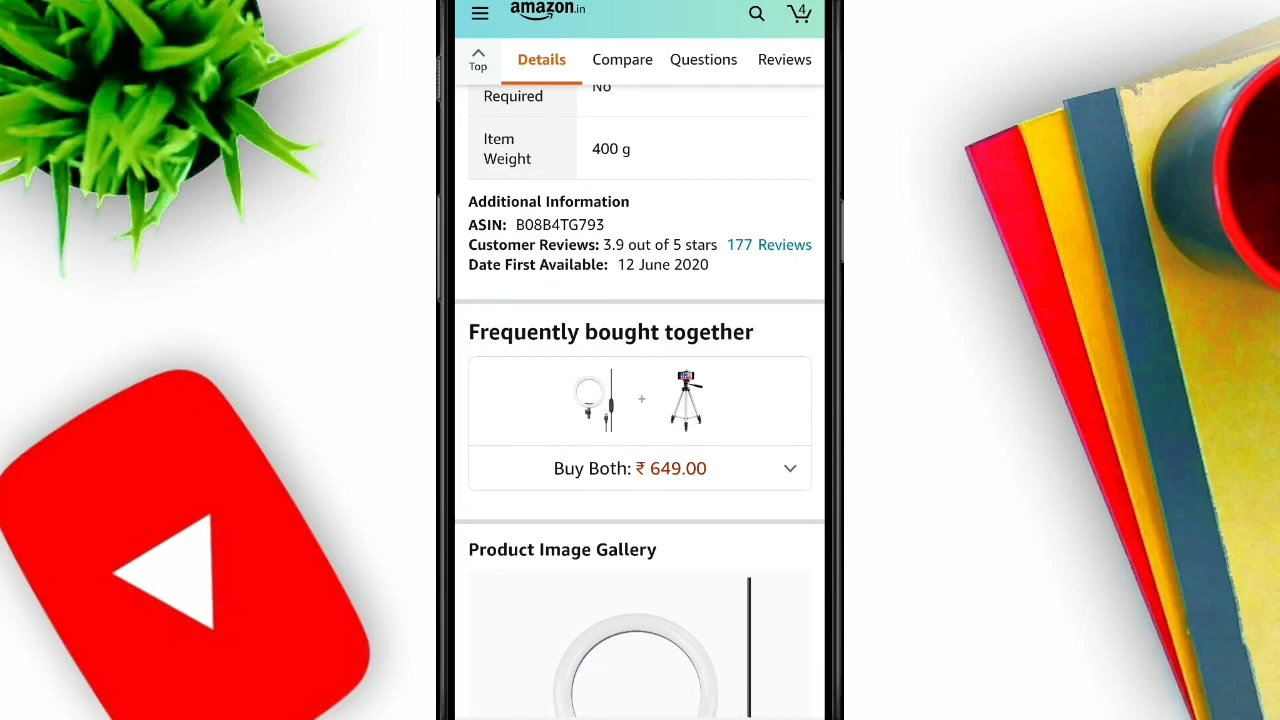 amazon.in
4
Top
Details Compare Questions Reviews
Required No
Item Weight 400 g
Additional Information
ASIN: B08B4TG793
Customer Reviews: 3.9 out of 5 stars 177 Reviews
Date First Available: 12 June 2020
Frequently bought together
+
Buy Both: ₹ 649.00
Product Image Gallery